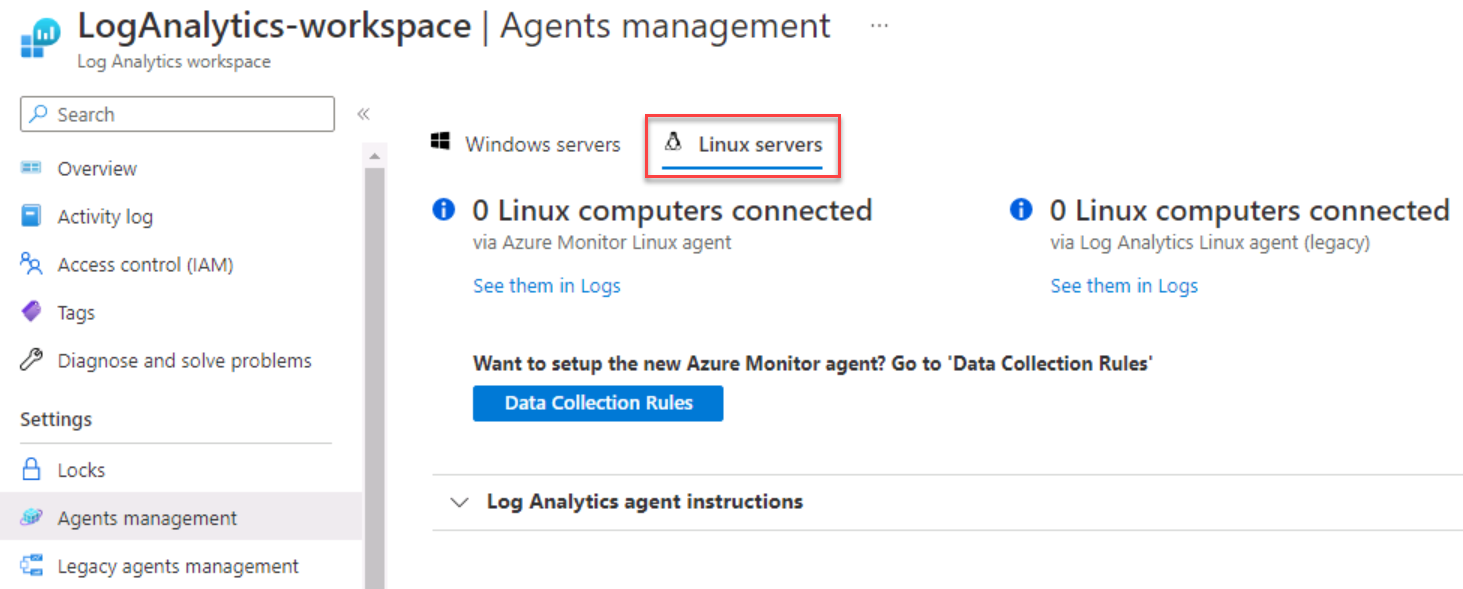 LogAnalytics-workspace | Agents management ...
Log Analytics workspace
Search
«
Overview
Activity log
Access control (IAM)
Tags
Diagnose and solve problems
Settings
Locks
Agents management
Legacy agents management
Windows servers
Linux servers
0 Linux computers connected
via Azure Monitor Linux agent
See them in Logs
0 Linux computers connected
via Log Analytics Linux agent (legacy)
See them in Logs
Want to setup the new Azure Monitor agent? Go to 'Data Collection Rules'
Data Collection Rules
Log Analytics agent instructions